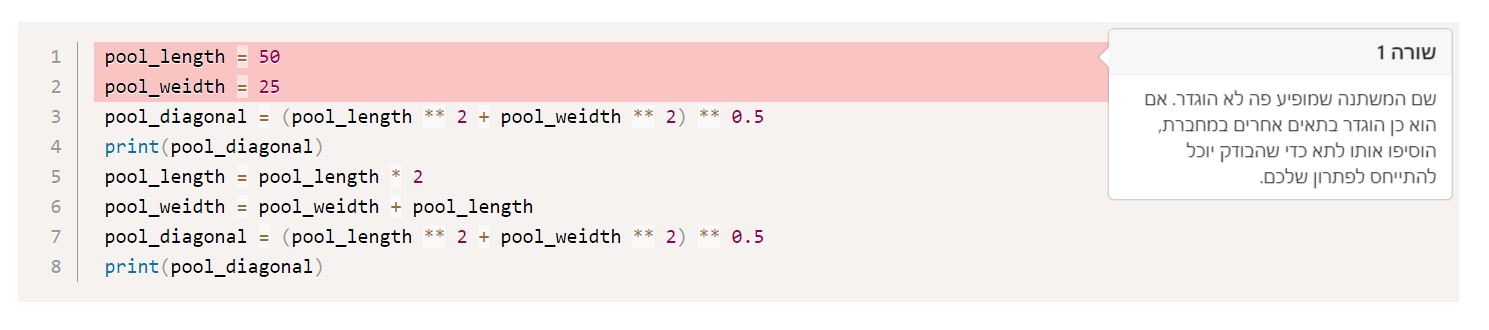 1 pool_length = 50
2 pool_weidth = 25
3 pool_diagonal = (pool_length ** 2 + pool_weidth ** 2) ** 0.5
4 print(pool_diagonal)
5 pool_length = pool_length * 2
6 pool_weidth = pool_weidth + pool_length
7 pool_diagonal = (pool_length ** 2 + pool_weidth ** 2) ** 0.5
8 print(pool_diagonal)
שורה 1
שם המשתנה שמופיע פה לא הוגדר. אם
הוא כן הוגדר בתאים אחרים במחברת,
הוסיפו אותו לתא כדי שהבודק יוכל
להתייחס לפתרון שלכם.